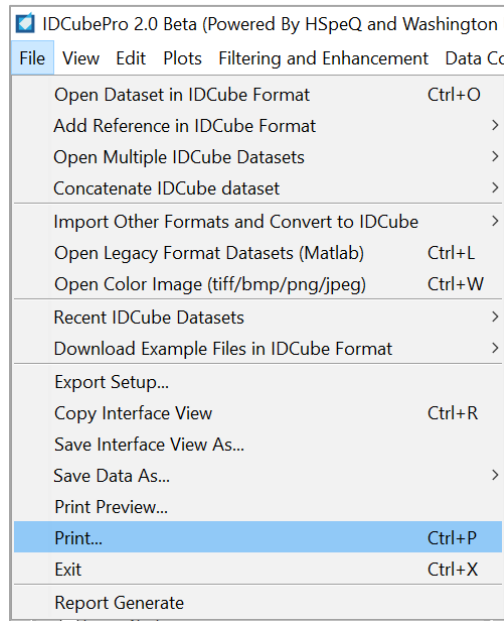 IDCubePro 2.0 Beta (Powered By HSpeQ and Washington
File View Edit Plots Filtering and Enhancement Data Co
Open Dataset in IDCube Format Ctrl+O
Add Reference in IDCube Format >
Open Multiple IDCube Datasets >
Concatenate IDCube dataset >
Import Other Formats and Convert to IDCube >
Open Legacy Format Datasets (Matlab) Ctrl+L
Open Color Image (tiff/bmp/png/jpeg) Ctrl+W
Recent IDCube Datasets >
Download Example Files in IDCube Format >
Export Setup...
Copy Interface View Ctrl+R
Save Interface View As...
Save Data As... >
Print Preview...
Print... Ctrl+P
Exit Ctrl+X
Report Generate